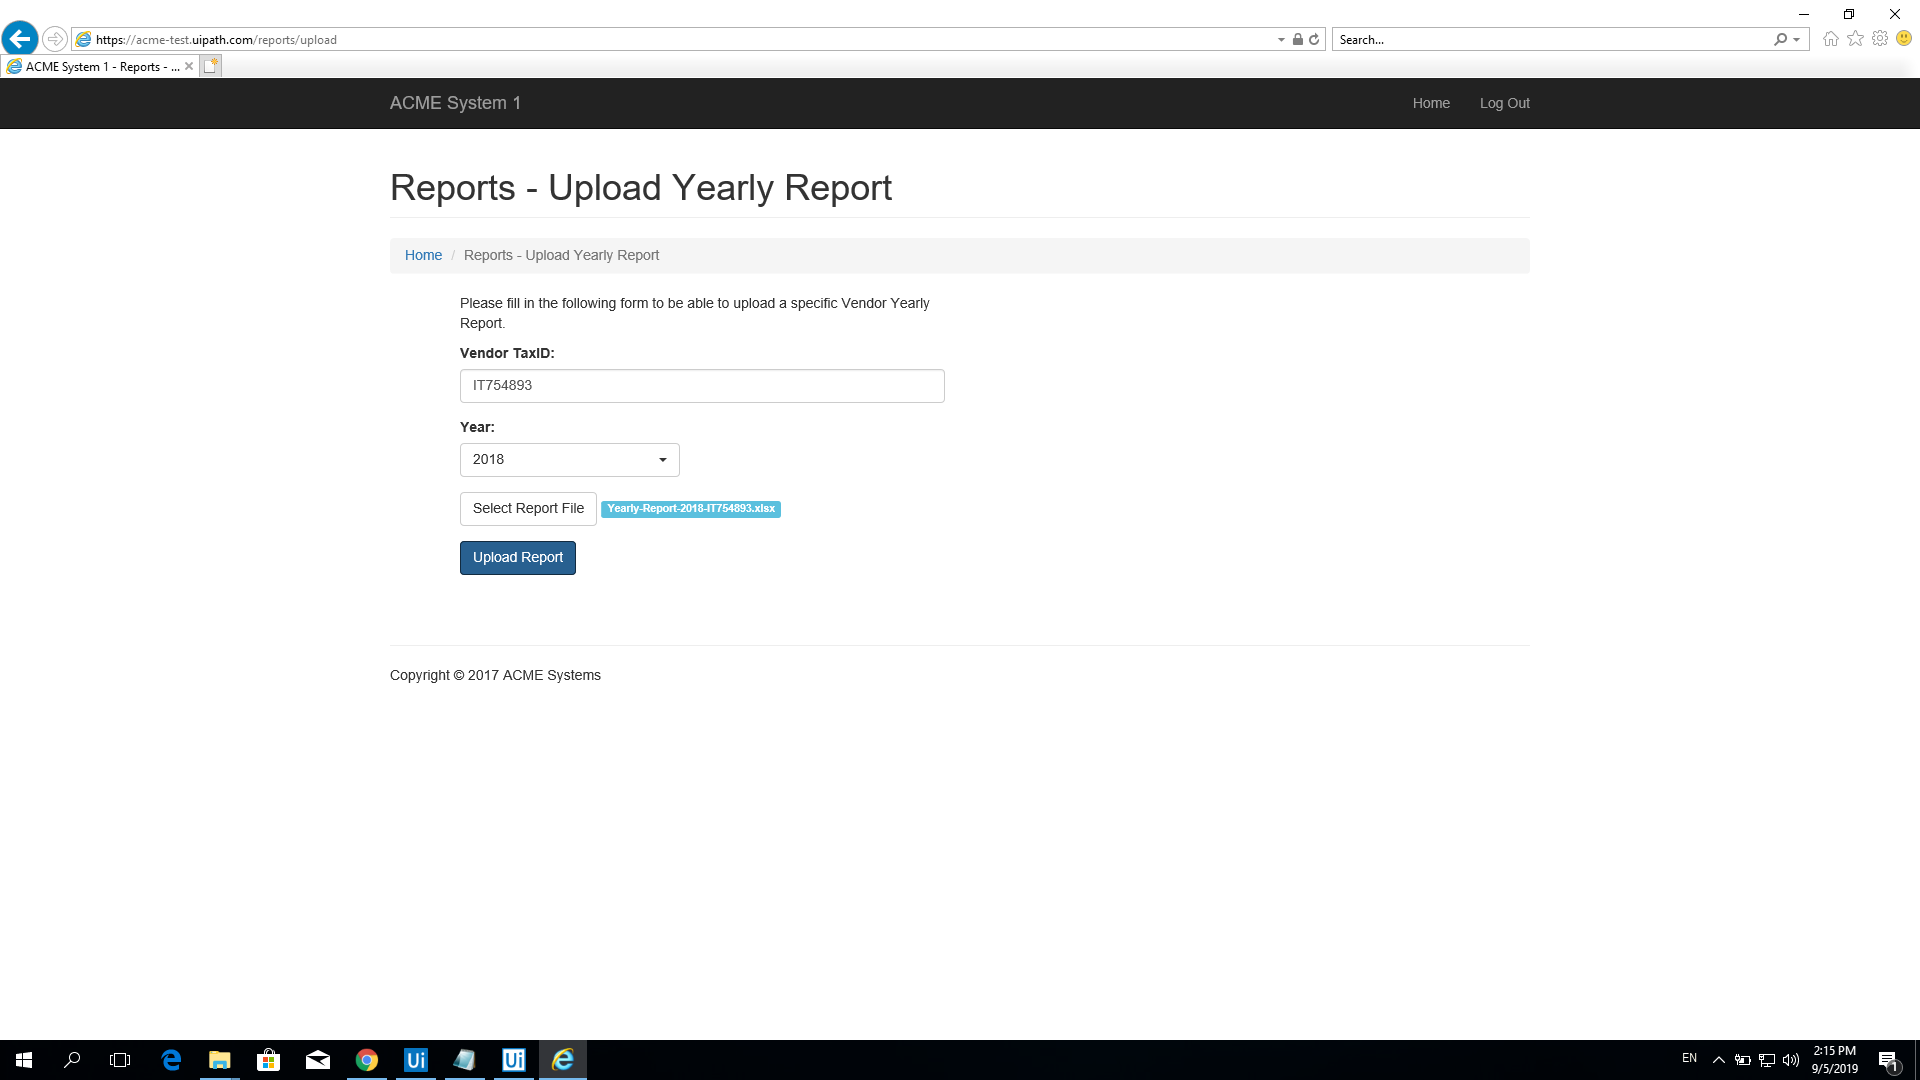 https://acme-test.uipath.com/reports/upload
Search...
ACME System 1 - Reports - ...
ACME System 1
Home
Log Out
Reports - Upload Yearly Report
Home / Reports - Upload Yearly Report
Please fill in the following form to be able to upload a specific Vendor Yearly
Report.
Vendor TaxID:
IT754893
Year:
2018
Select Report File
Yearly-Report-2018-IT754893.xlsx
Upload Report
Copyright © 2017 ACME Systems
Ui
Ui
EN
2:15 PM
9/5/2019
1